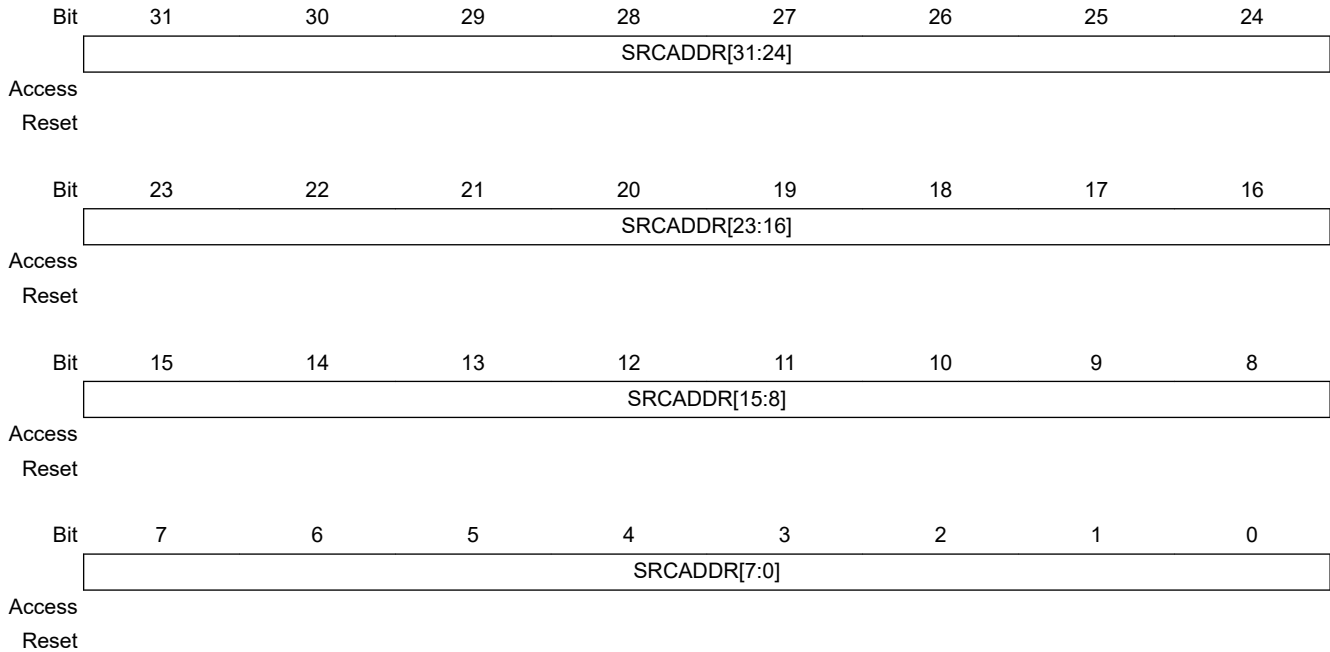 Bit 31 30 29 28 27 26 25 24
SRCADDR[31:24]
Access
Reset
Bit 23 22 21 20 19 18 17 16
SRCADDR[23:16]
Access
Reset
Bit 15 14 13 12 11 10 9 8
SRCADDR[15:8]
Access
Reset
Bit 7 6 5 4 3 2 1 0
SRCADDR[7:0]
Access
Reset